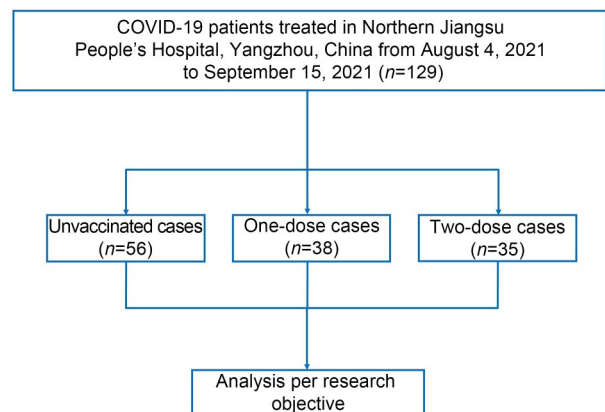 COVID-19 patients treated in Northern Jiangsu
People's Hospital, Yangzhou, China from August 4, 2021
to September 15, 2021 (n=129)
Unvaccinated cases
(n=56)
One-dose cases
(n=38)
Two-dose cases
(n=35)
Analysis per research
objective